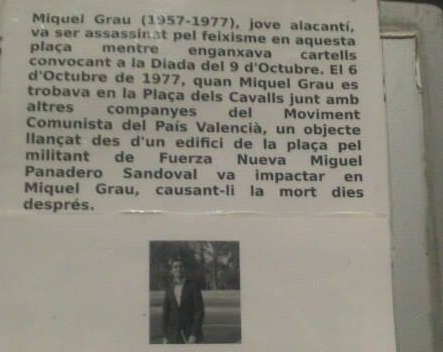 Miquel Grau (1957-1977), jove alacantí,
va ser assassinat pel feixisme en aquesta
plaça mentre enganxava cartells
convocant a la Diada del 9 d'Octubre. El 6
d'Octubre de 1977, quan Miquel Grau es
trobava en la Plaça dels Cavalls junt amb
altres companyes del Moviment
Comunista del País Valencià, un objecte
llançat des d'un edifici de la plaça pel
militant de Fuerza Nueva Miguel
Panadero Sandoval va impactar en
Miquel Grau, causant-li la mort dies
després.